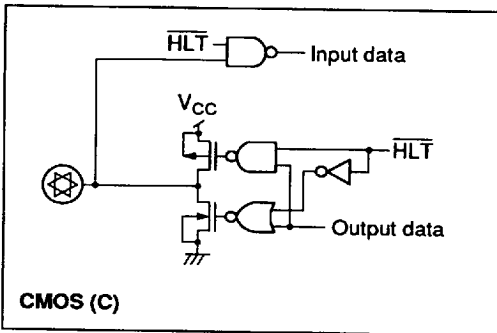 HLT
Input data
VCC
HLT
Output data
CMOS (C)